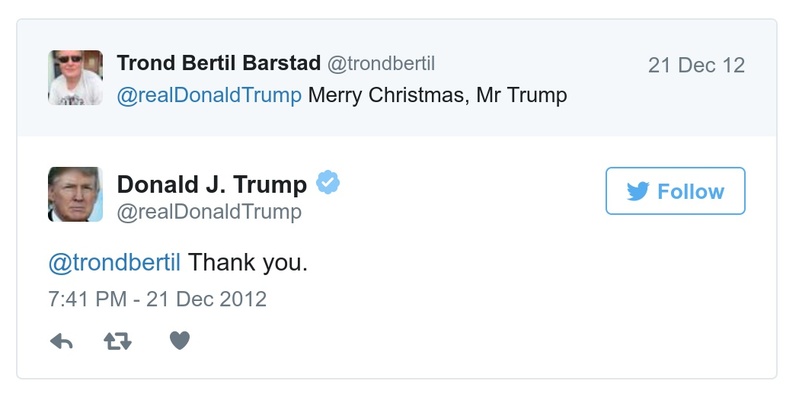 Trond Bertil Barstad @trondbertil 21 Dec 12
@realDonaldTrump Merry Christmas, Mr Trump
Donald J. Trump
@realDonaldTrump
Follow
@trondbertil Thank you.
7:41 PM - 21 Dec 2012